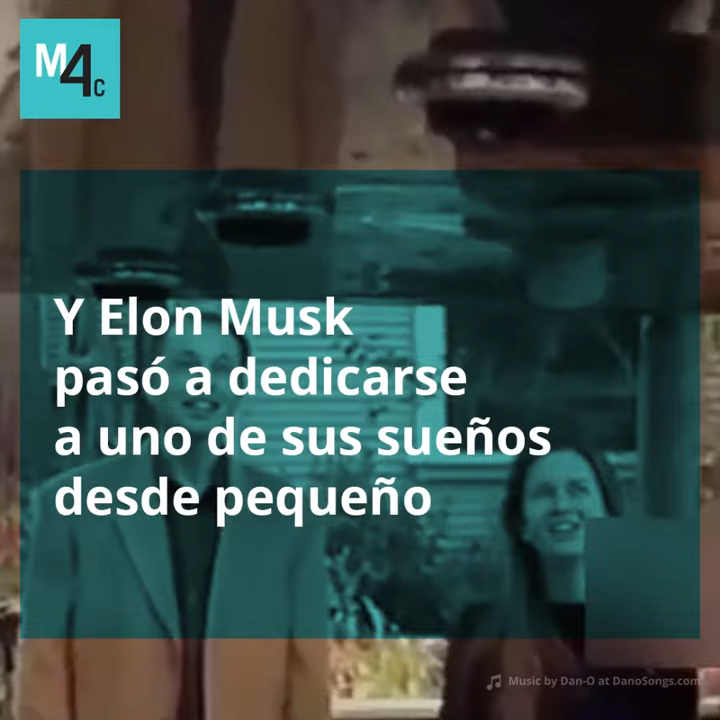 M4c
Y Elon Musk
pasó a dedicarse
a uno de sus sueños
desde pequeño
Music by Dan-O at DanoSongs.com